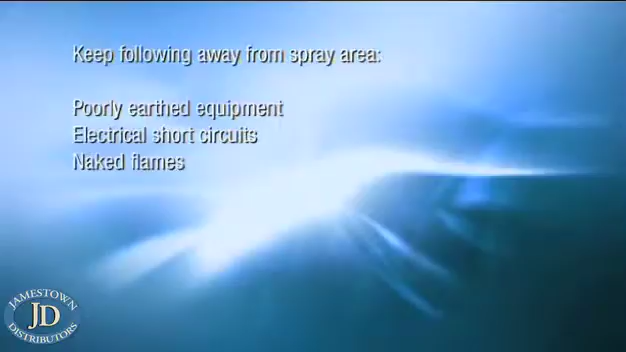 Keep following away from spray area:
Poorly earthed equipment
Electrical short circuits
Naked flames
JAMESTOWN
JD
DISTRIBUTORS